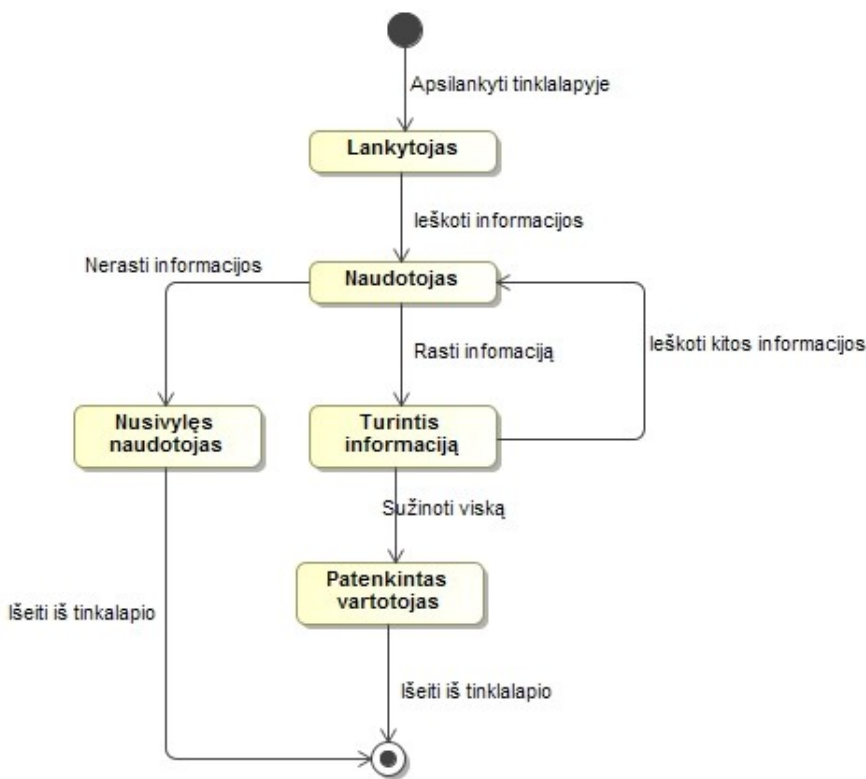 Apsilankyti tinklalapyje
Lankytojas
Ieškoti informacijos
Nerasti informacijos
Naudotojas
Rasti infomaciją
Ieškoti kitos informacijos
Nusivylęs
naudotojas
Turintis
informaciją
Sužinoti viską
Patenkintas
vartotojas
Išeiti iš tinkalapio
Išeiti iš tinklalapio